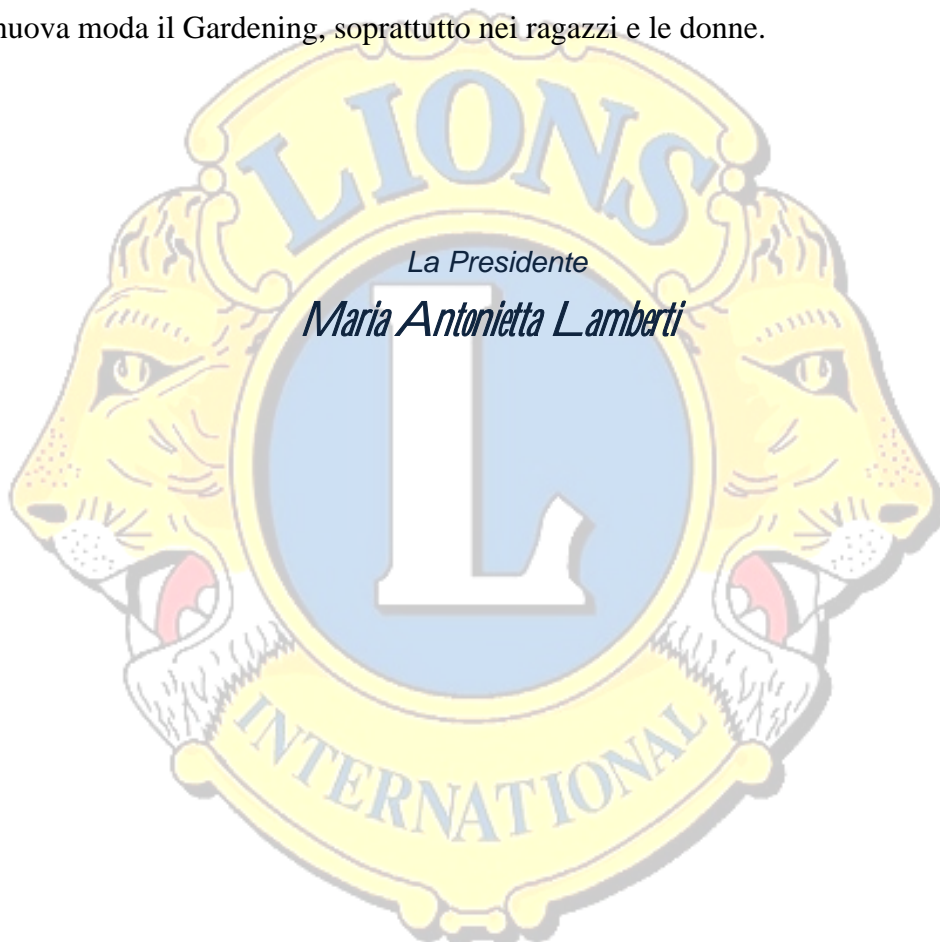 nuova moda il Gardening, soprattutto nei ragazzi e le donne.
LIONS
La Presidente
Maria Antonietta Lamberti
L
INTERNATIONAL